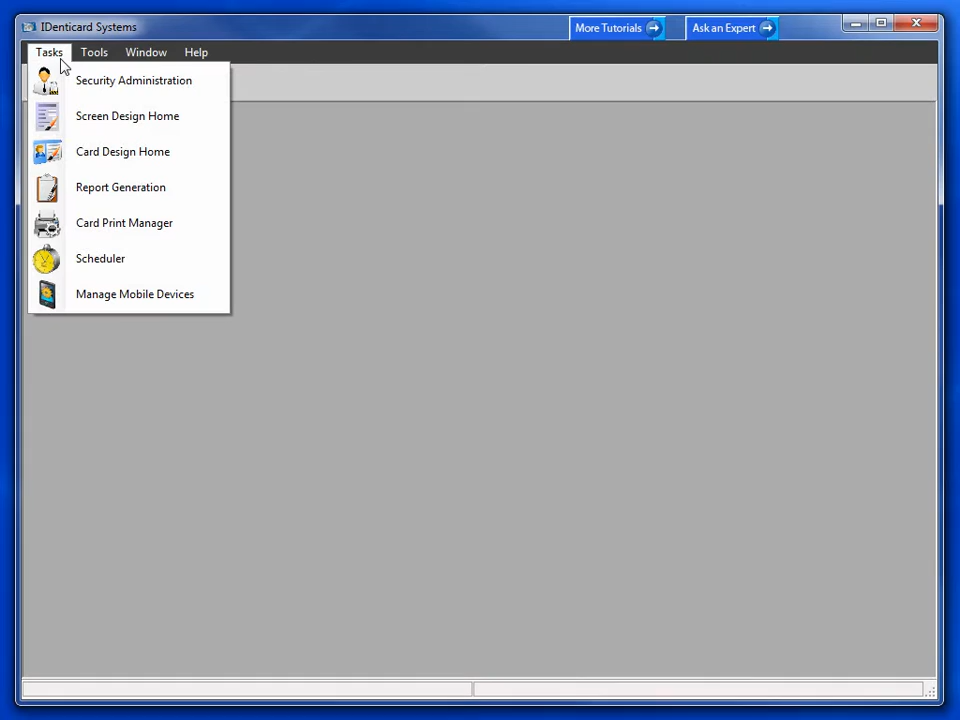 IDenticard Systems
More Tutorials
Ask an Expert
Tasks Tools Window Help
Security Administration
Screen Design Home
Card Design Home
Report Generation
Card Print Manager
Scheduler
Manage Mobile Devices